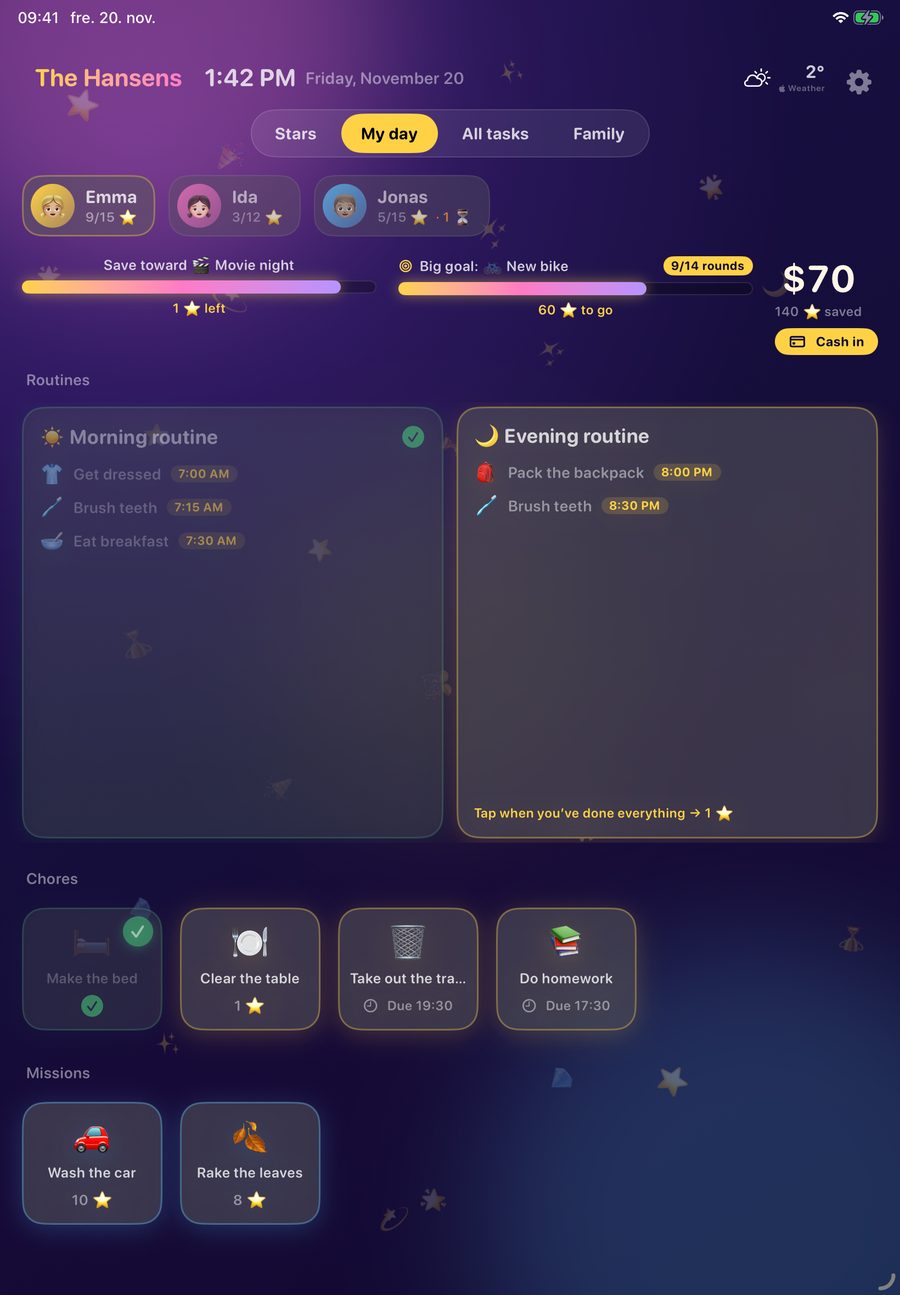 09:41 fre. 20. nov.
The Hansens 1:42 PM Friday, November 20
2°
Weather
Stars My day All tasks Family
Emma
9/15
Ida
3/12
Jonas
5/15 · 1
Save toward Movie night
1 left
Big goal: New bike
9/14 rounds
60 to go
$70
140 saved
Cash in
Routines
Morning routine
Get dressed 7:00 AM
Brush teeth 7:15 AM
Eat breakfast 7:30 AM
Evening routine
Pack the backpack 8:00 PM
Brush teeth 8:30 PM
Tap when you've done everything → 1
Chores
Make the bed
Clear the table
1
Take out the tra...
Due 19:30
Do homework
Due 17:30
Missions
Wash the car
10
Rake the leaves
8